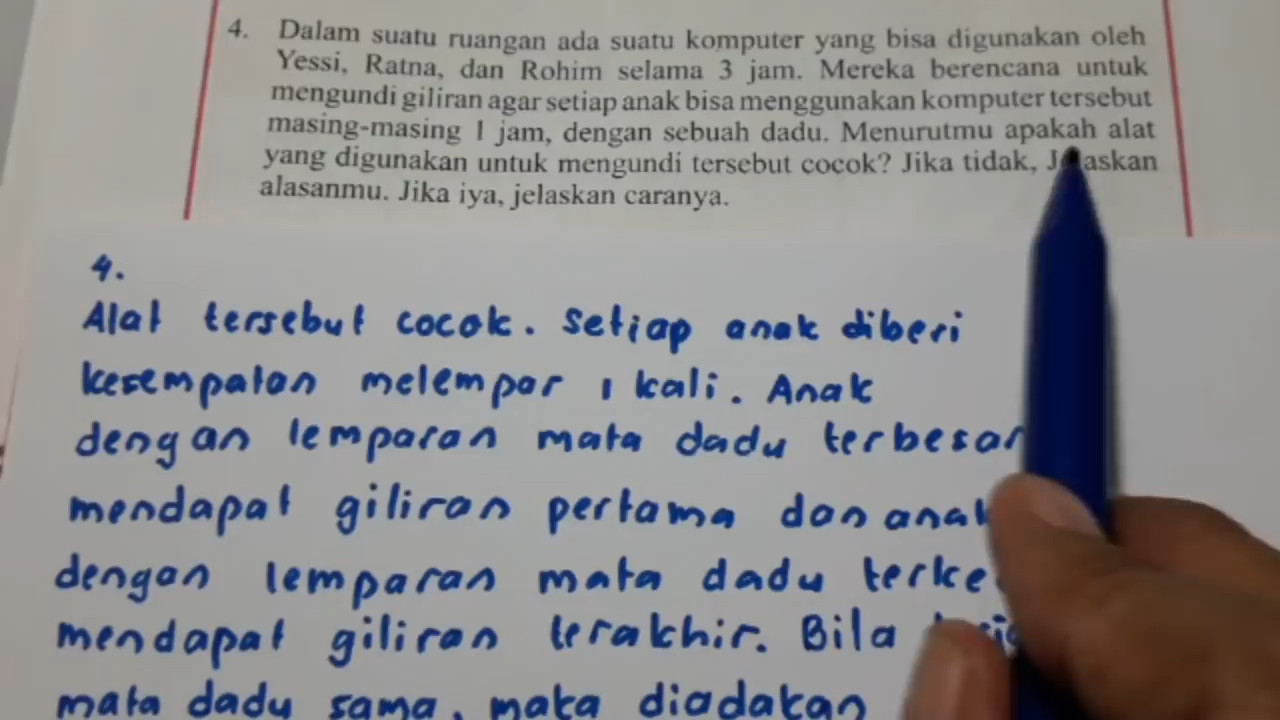 4. Dalam suatu ruangan ada suatu komputer yang bisa digunakan oleh
Yessi, Ratna, dan Rohim selama 3 jam. Mereka berencana untuk
mengundi giliran agar setiap anak bisa menggunakan komputer tersebut
masing-masing 1 jam, dengan sebuah dadu. Menurutmu apakah alat
yang digunakan untuk mengundi tersebut cocok? Jika tidak,
alasanmu. Jika iya, jelaskan caranya.
4.
Alat tersebut cocok. Setiap anak diberi
kesempatan melempar 1 kali. Anak
dengan lemparan mata dadu terbesar
mendapat giliran pertama dan
dengan lemparan mata dadu
mendapat giliran terakhir. Bila
mata dadu sama, maka diadakan